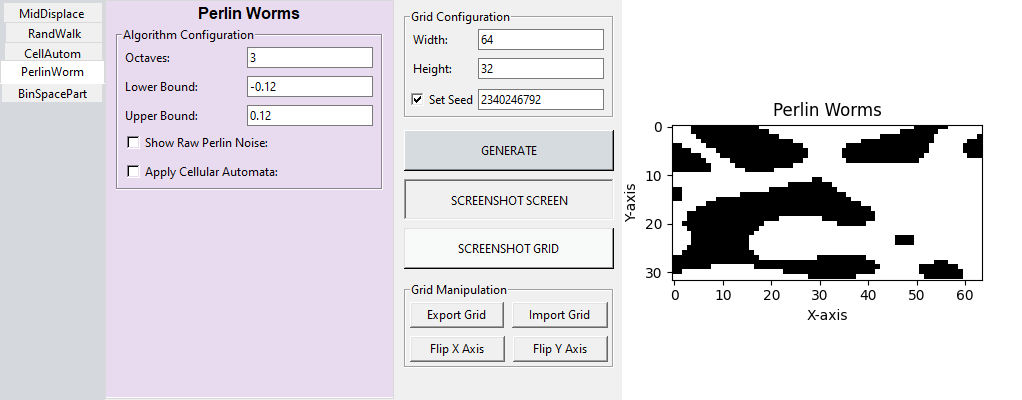 MidDisplace
RandWalk
CellAutom
PerlinWorm
BinSpacePart
Perlin Worms
Algorithm Configuration
Octaves: 3
Lower Bound: -0.12
Upper Bound: 0.12
Show Raw Perlin Noise:
Apply Cellular Automata:
Grid Configuration
Width: 64
Height: 32
Set Seed 2340246792
GENERATE
SCREENSHOT SCREEN
SCREENSHOT GRID
Grid Manipulation
Export Grid Import Grid
Flip X Axis Flip Y Axis
Perlin Worms
Y-axis
0
10
20
30
0 10 20 30 40 50 60
X-axis